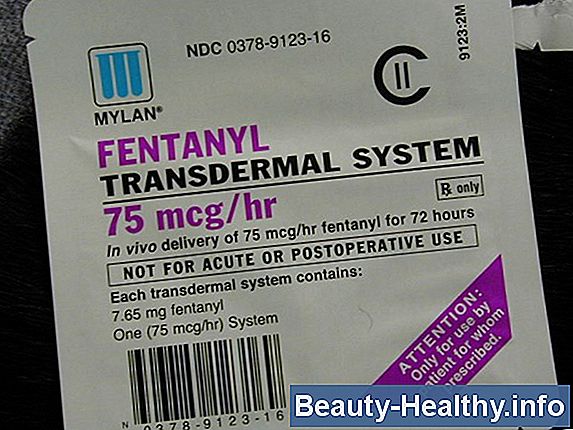 NDC 0378-9123-16
9123:2M
C II
MYLAN®
FENTANYL
TRANSDERMAL SYSTEM
75 mcg/hr
Rx only
In vivo delivery of 75 mcg/hr fentanyl for 72 hours
NOT FOR ACUTE OR POSTOPERATIVE USE
Each transdermal system contains:
7.65 mg fentanyl
One (75 mcg/hr) System
ATTENTION:
Only for use by
patient for whom
prescribed.
N 0378-9123-16
Beauty-Healthy.info